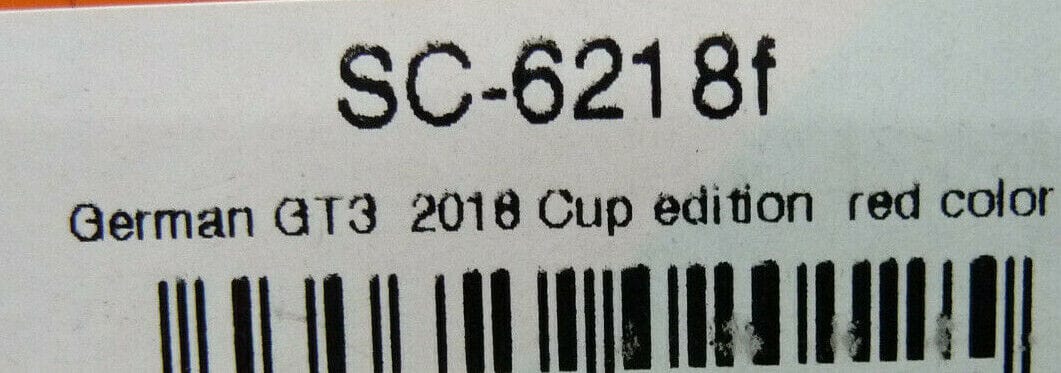 SC-6218f
German GT3 2018 Cup edition red color